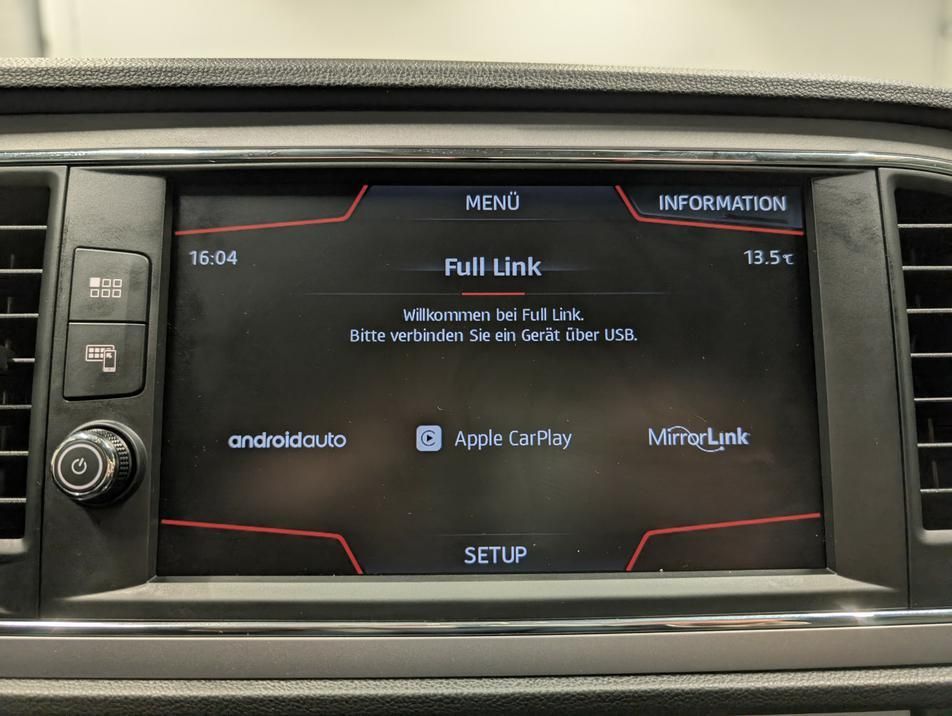 MENÜ
INFORMATION
16:04
13.5℃
Full Link
Willkommen bei Full Link.
Bitte verbinden Sie ein Gerät über USB.
androidauto
Apple CarPlay
MirrorLink
SETUP